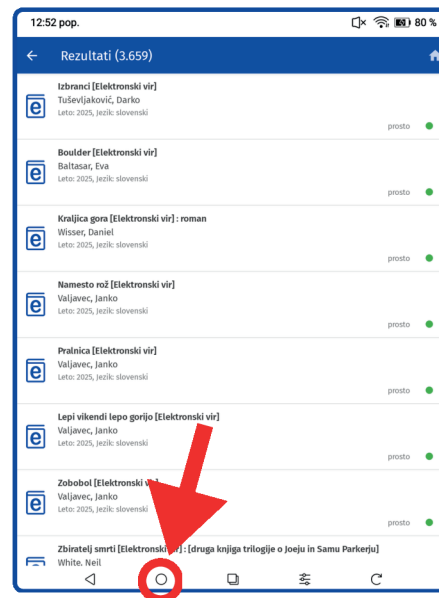 12:52 pop.
80 %
Rezultati (3.659)
Izbranci [Elektronski vir]
Tuševljaković, Darko
Leto: 2025, Jezik: slovenski
prosto
Boulder [Elektronski vir]
Baltasar, Eva
Leto: 2025, Jezik: slovenski
prosto
Kraljica gora [Elektronski vir] : roman
Wisser, Daniel
Leto: 2025, Jezik: slovenski
prosto
Namesto rož [Elektronski vir]
Valjavec, Janko
Leto: 2025, Jezik: slovenski
prosto
Pralnica [Elektronski vir]
Valjavec, Janko
Leto: 2025, Jezik: slovenski
prosto
Lepi vikendi lepo gorijo [Elektronski vir]
Valjavec, Janko
Leto: 2025, Jezik: slovenski
prosto
Zobobol [Elektronski vir]
Valjavec, Janko
Leto: 2025, Jezik: slovenski
prosto
Zbiratelj smrti [Elektronski vir] : [druga knjiga trilogije o Joeju in Samu Parkerju]
White, Neil